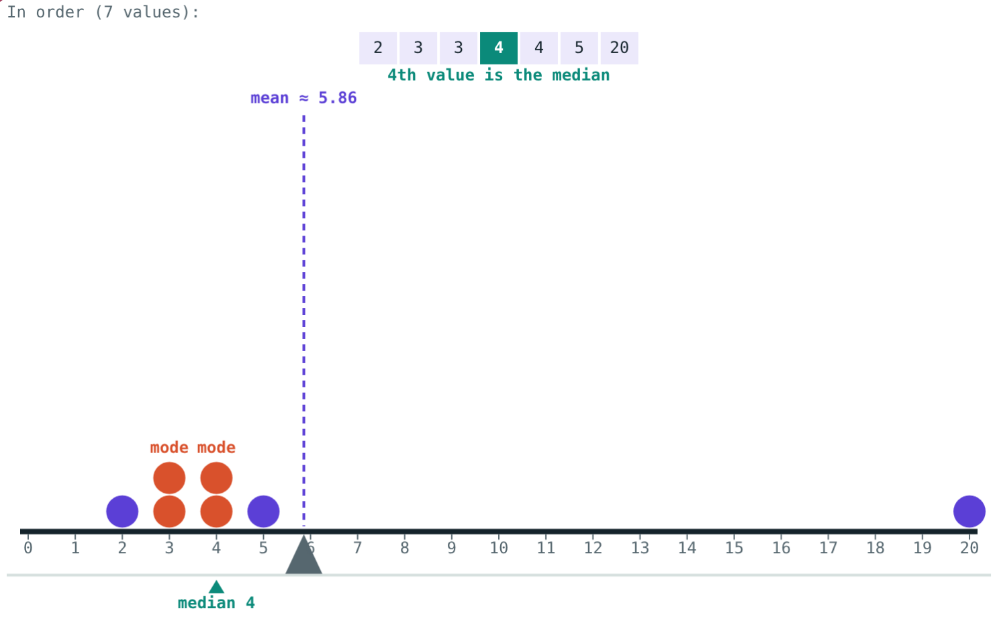 In order (7 values):
2 3 3 4 4 5 20
4th value is the median
mean ≈ 5.86
mode mode
0 1 2 3 4 5 6 7 8 9 10 11 12 13 14 15 16 17 18 19 20
median 4